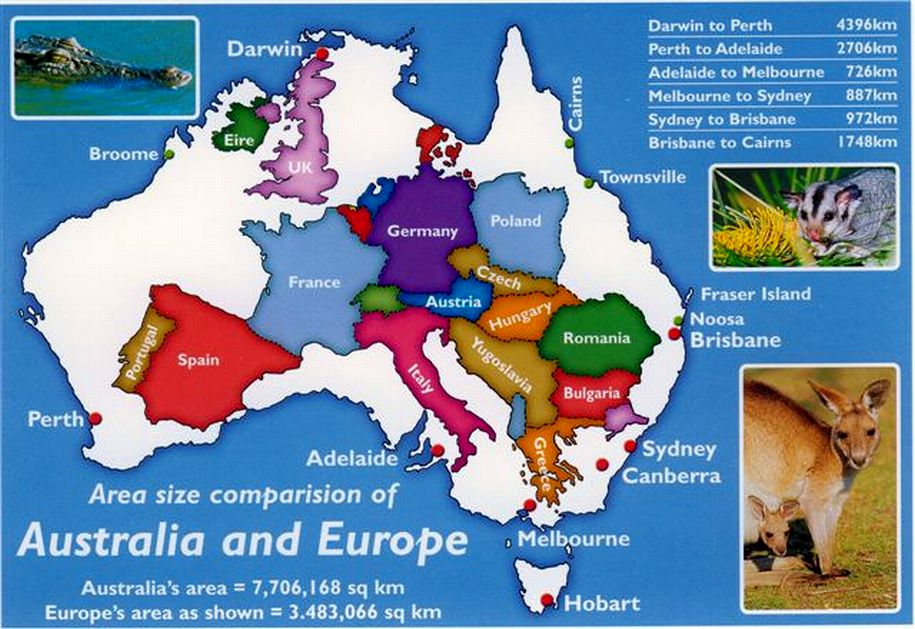 Darwin to Perth 4396km
Perth to Adelaide 2706km
Adelaide to Melbourne 726km
Melbourne to Sydney 887km
Sydney to Brisbane 972km
Brisbane to Cairns 1748km
Darwin
Cairns
Eire
Broome
UK
Townsville
Germany
Poland
France
Czech
Austria
Fraser Island
Hungary
Noosa
Romania
Brisbane
Portugal
Spain
Yugoslavia
Italy
Bulgaria
Perth
Greece
Sydney
Adelaide
Canberra
Area size comparision of
Australia and Europe
Melbourne
Australia's area = 7,706,168 sq km
Europe's area as shown = 3.483,066 sq km
Hobart